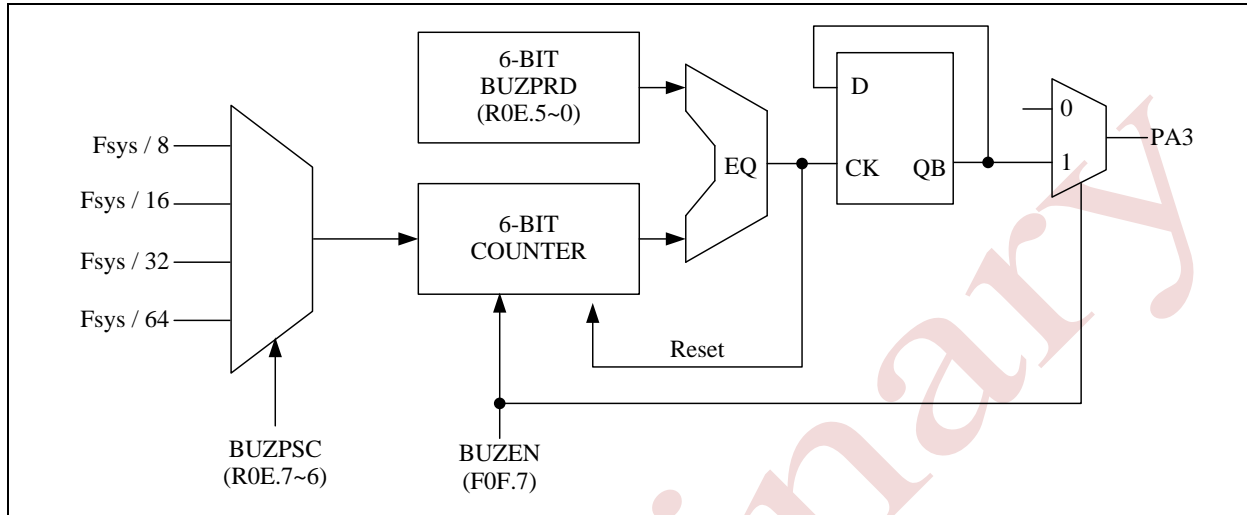 6-BIT
BUZPRD
(R0E.5~0)
Fsys / 8
Fsys / 16
Fsys / 32
Fsys / 64
6-BIT
COUNTER
EQ
D
CK
QB
0
1
PA3
Reset
BUZPSC
(R0E.7~6)
BUZEN
(F0F.7)
inary